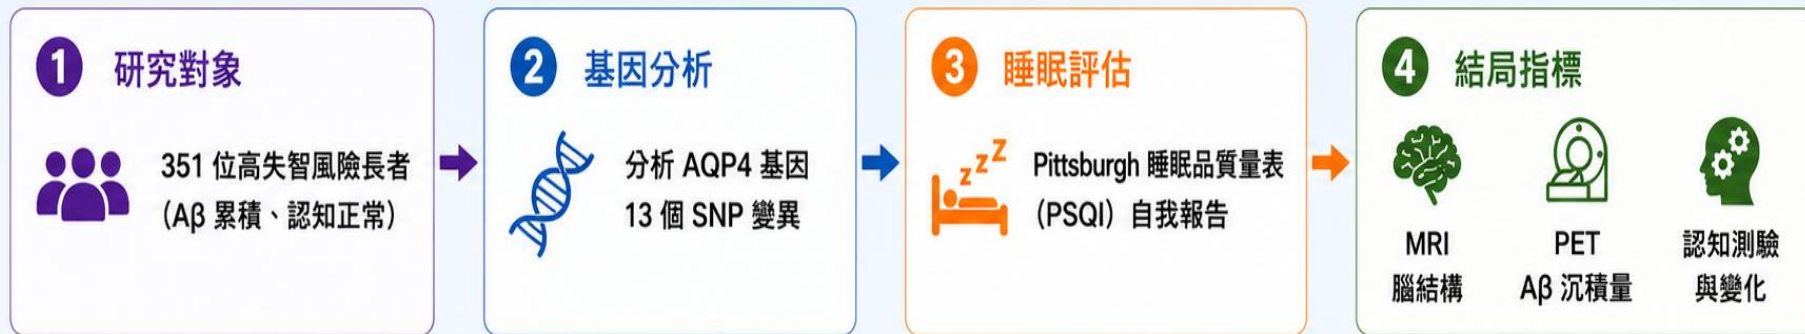 1 研究對象
351 位高失智風險長者
（Aβ 累積、認知正常）
2 基因分析
分析 AQP4 基因
13 個 SNP 變異
3 睡眠評估
z z Z
Pittsburgh 睡眠品質量表
（PSQI）自我報告
4 結局指標
MRI
腦結構
PET
Aβ 沉積量
認知測驗
與變化